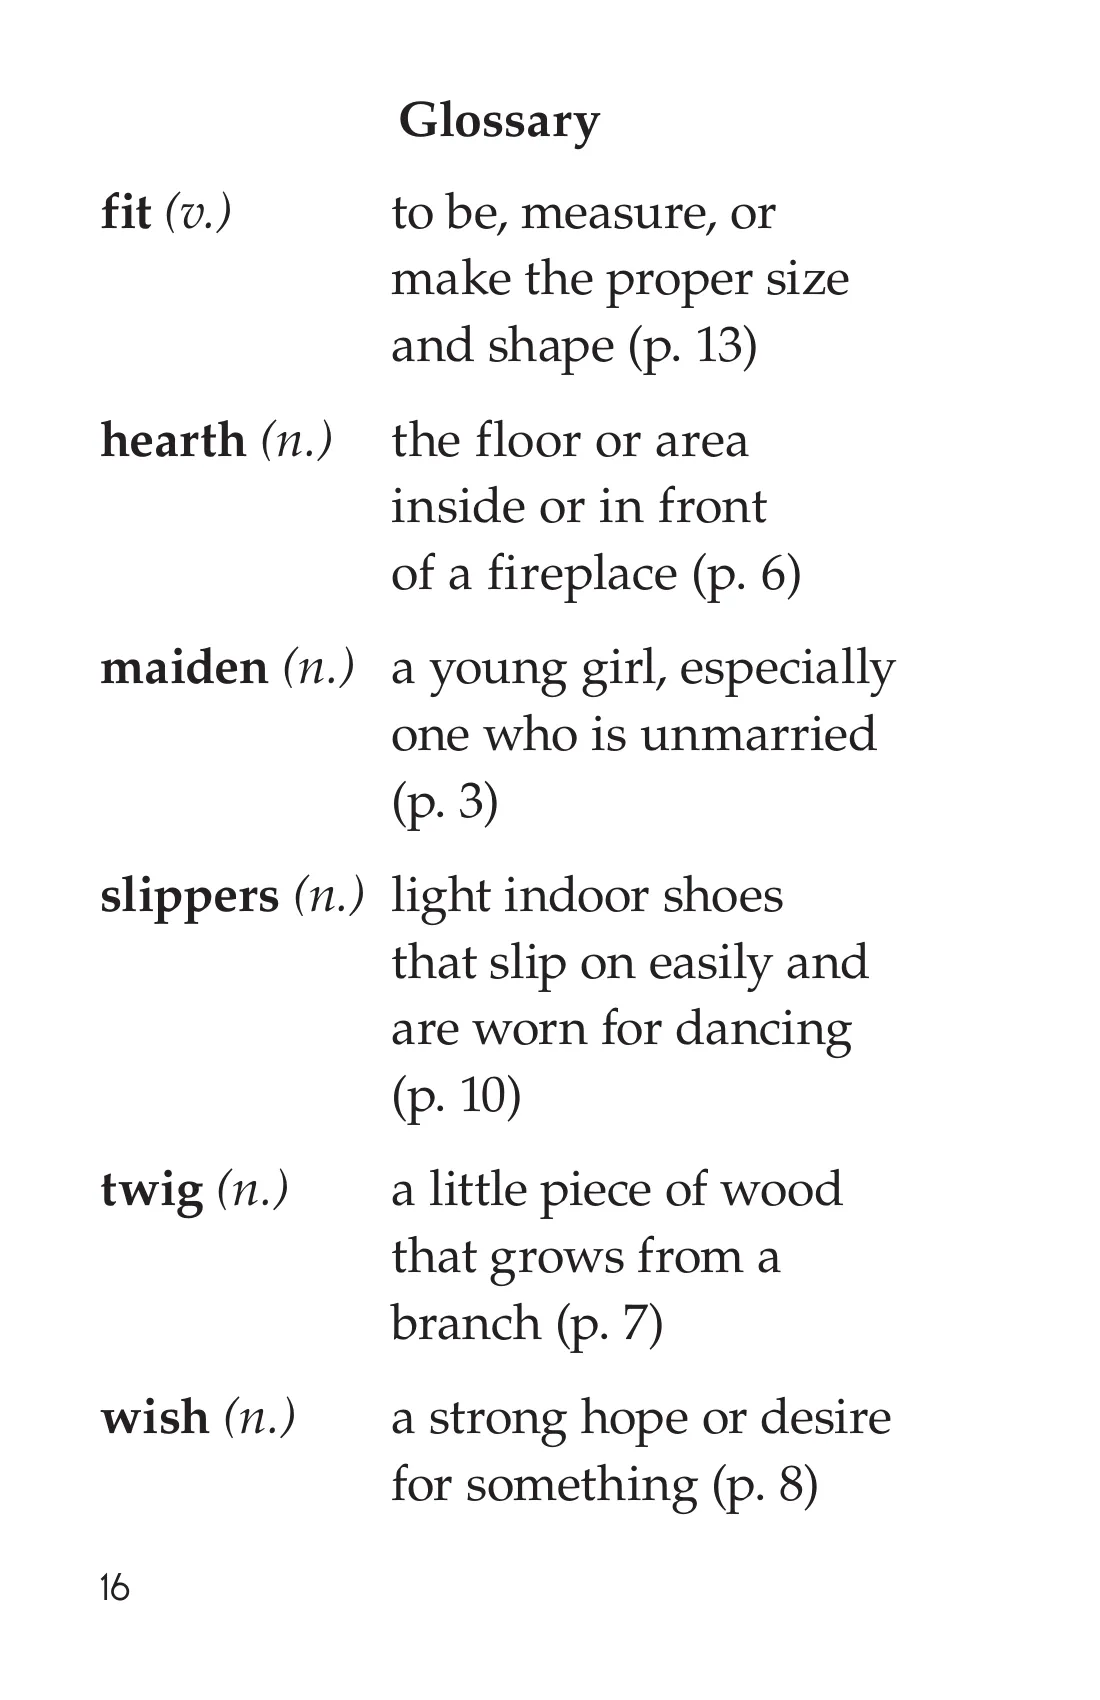 Glossary
fit (v.) to be, measure, or
make the proper size
and shape (p. 13)
hearth (n.) the floor or area
inside or in front
of a fireplace (p. 6)
maiden (n.) a young girl, especially
one who is unmarried
(p. 3)
slippers (n.) light indoor shoes
that slip on easily and
are worn for dancing
(p. 10)
twig (n.) a little piece of wood
that grows from a
branch (p. 7)
wish (n.) a strong hope or desire
for something (p. 8)
16